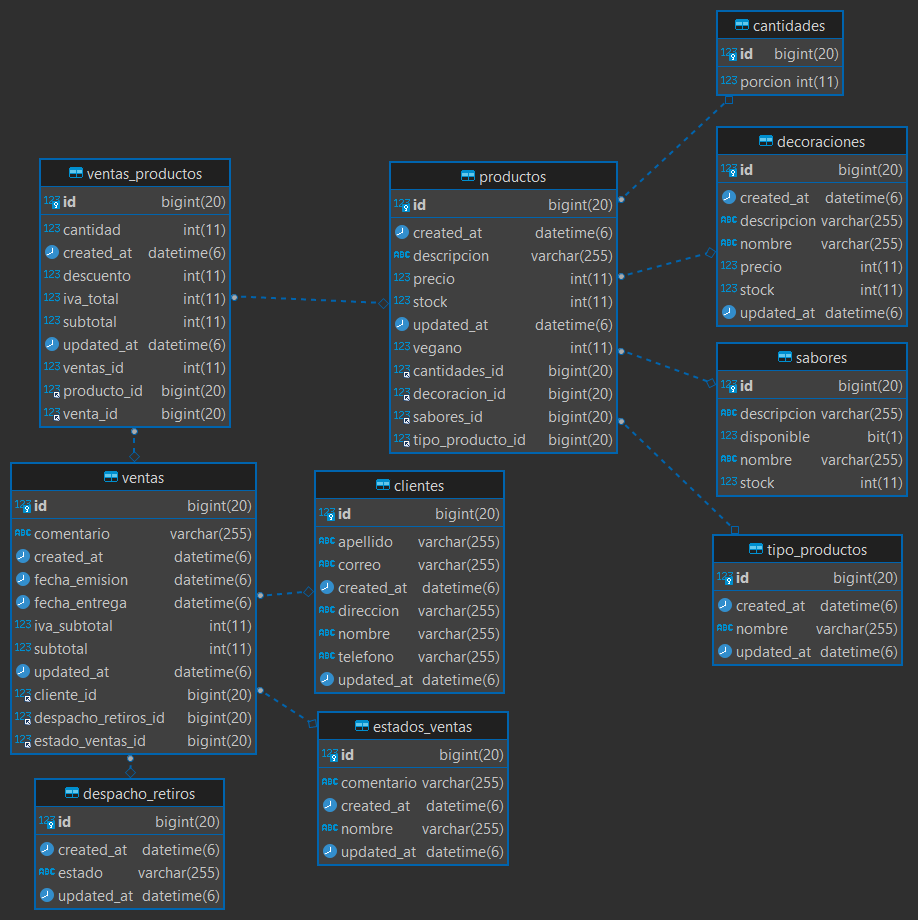 cantidades
id bigint(20)
porcion int(11)
decoraciones
id bigint(20)
created_at datetime(6)
descripcion varchar(255)
nombre varchar(255)
precio int(11)
stock int(11)
updated_at datetime(6)
ventas_productos
id bigint(20)
cantidad int(11)
created_at datetime(6)
descuento int(11)
iva_total int(11)
subtotal int(11)
updated_at datetime(6)
ventas_id int(11)
producto_id bigint(20)
venta_id bigint(20)
productos
id bigint(20)
created_at datetime(6)
descripcion varchar(255)
precio int(11)
stock int(11)
updated_at datetime(6)
vegano int(11)
cantidades_id bigint(20)
decoracion_id bigint(20)
sabores_id bigint(20)
tipo_producto_id bigint(20)
sabores
id bigint(20)
descripcion varchar(255)
disponible bit(1)
nombre varchar(255)
stock int(11)
ventas
id bigint(20)
comentario varchar(255)
created_at datetime(6)
fecha_emision datetime(6)
fecha_entrega datetime(6)
iva_subtotal int(11)
subtotal int(11)
updated_at datetime(6)
cliente_id bigint(20)
despacho_retiros_id bigint(20)
estado_ventas_id bigint(20)
clientes
id bigint(20)
apellido varchar(255)
correo varchar(255)
created_at datetime(6)
direccion varchar(255)
nombre varchar(255)
telefono varchar(255)
updated_at datetime(6)
tipo_productos
id bigint(20)
created_at datetime(6)
nombre varchar(255)
updated_at datetime(6)
estados_ventas
id bigint(20)
comentario varchar(255)
created_at datetime(6)
nombre varchar(255)
updated_at datetime(6)
despacho_retiros
id bigint(20)
created_at datetime(6)
estado varchar(255)
updated_at datetime(6)